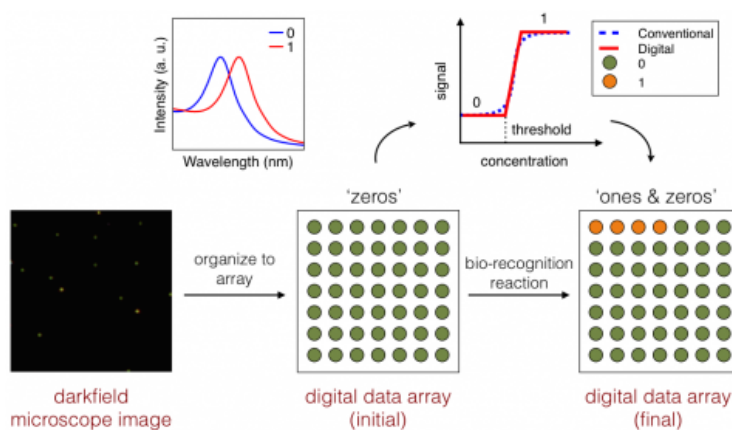 Intensity (a. u.)
0
1
Wavelength (nm)
signal
0
1
threshold
concentration
Conventional
Digital
0
1
'zeros'
'ones & zeros'
organize to
array
bio-recognition
reaction
darkfield
microscope image
digital data array
(initial)
digital data array
(final)